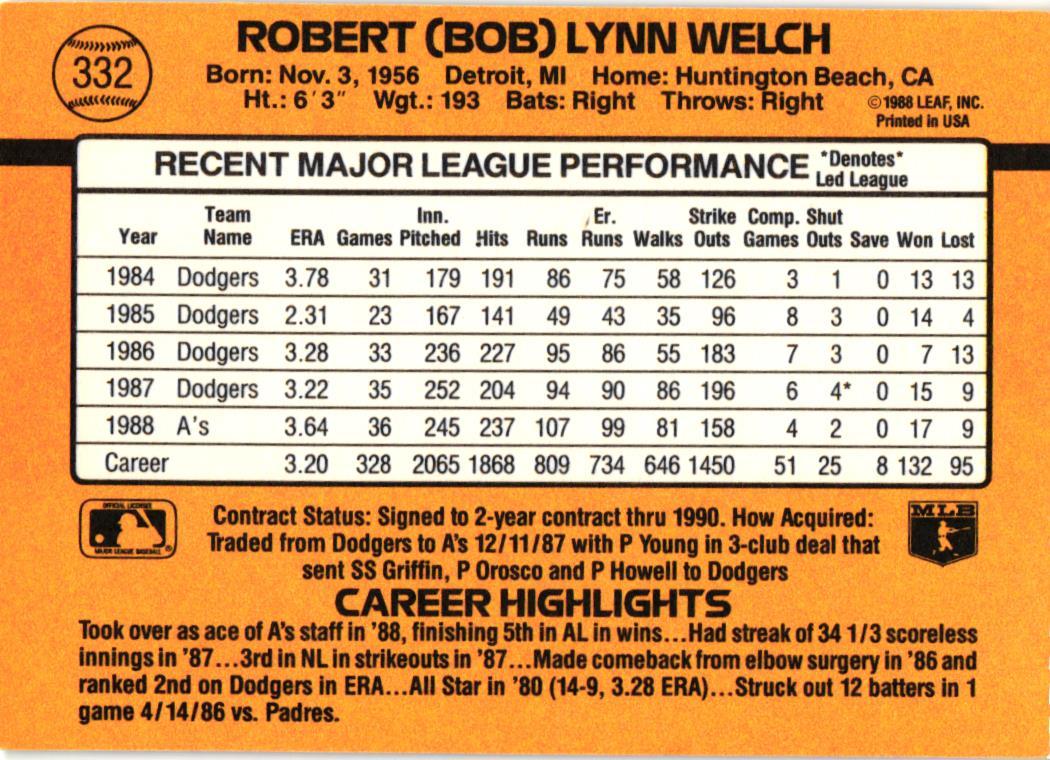 332
ROBERT (BOB) LYNN WELCH
Born: Nov. 3, 1956 Detroit, MI Home: Huntington Beach, CA
Ht.: 6'3" Wgt.: 193 Bats: Right Throws: Right
©1988 LEAF, INC.
Printed in USA
RECENT MAJOR LEAGUE PERFORMANCE *Denotes* Led League
Year Team Name ERA Games Inn. Pitched Hits Runs Er. Runs Walks Strike Outs Comp. Games Shut Outs Save Won Lost
1984 Dodgers 3.78 31 179 191 86 75 58 126 3 1 0 13 13
1985 Dodgers 2.31 23 167 141 49 43 35 96 8 3 0 14 4
1986 Dodgers 3.28 33 236 227 95 86 55 183 7 3 0 7 13
1987 Dodgers 3.22 35 252 204 94 90 86 196 6 4* 0 15 9
1988 A's 3.64 36 245 237 107 99 81 158 4 2 0 17 9
Career 3.20 328 2065 1868 809 734 646 1450 51 25 8 132 95
OFFICIAL LICENSEE
MAJOR LEAGUE BASEBALL ®
Contract Status: Signed to 2-year contract thru 1990. How Acquired:
Traded from Dodgers to A's 12/11/87 with P Young in 3-club deal that
sent SS Griffin, P Orosco and P Howell to Dodgers
MLB
CAREER HIGHLIGHTS
Took over as ace of A's staff in '88, finishing 5th in AL in wins...Had streak of 34 1/3 scoreless
innings in '87...3rd in NL in strikeouts in '87...Made comeback from elbow surgery in '86 and
ranked 2nd on Dodgers in ERA...All Star in '80 (14-9, 3.28 ERA)...Struck out 12 batters in 1
game 4/14/86 vs. Padres.